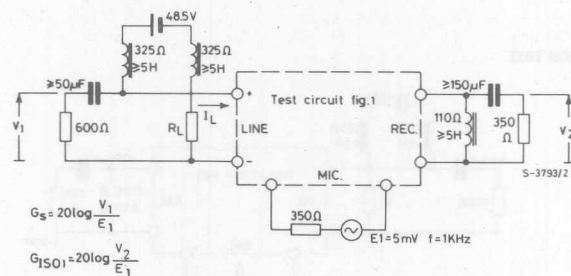 48.5V
325Ω
≥5H
325Ω
≥5H
≥50µF
V1
600Ω
RL
IL
+
Test circuit fig.1
LINE
REC.
MIC.
−
≥150µF
110Ω
≥5H
350
Ω
V2
S-3793/2
350Ω
E1=5mV f=1KHz
GS=20log V1/E1
GISO1=20log V2/E1